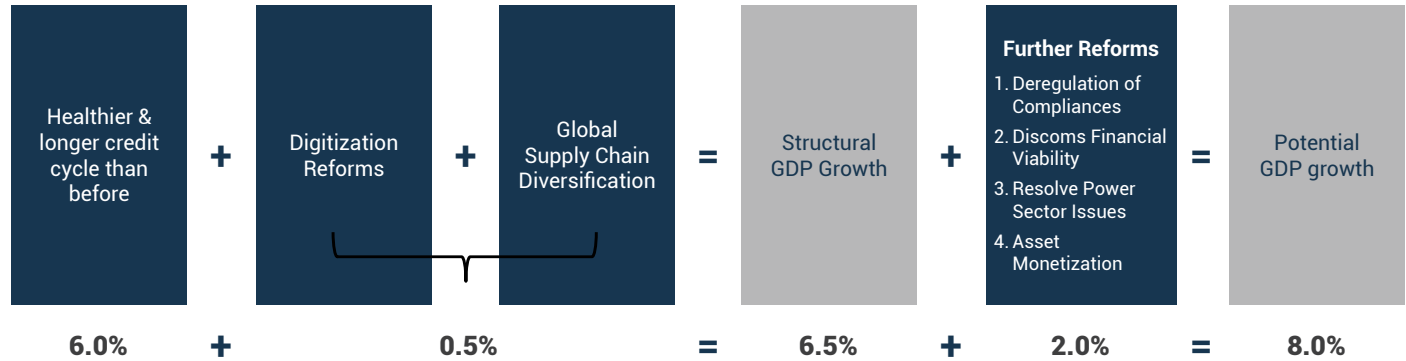 Healthier &
longer credit
cycle than
before
+
Digitization
Reforms
+
Global
Supply Chain
Diversification
=
Structural
GDP Growth
+
Further Reforms
1. Deregulation of
Compliances
2. Discoms Financial
Viability
3. Resolve Power
Sector Issues
4. Asset
Monetization
=
Potential
GDP growth
6.0% + 0.5% = 6.5% + 2.0% = 8.0%